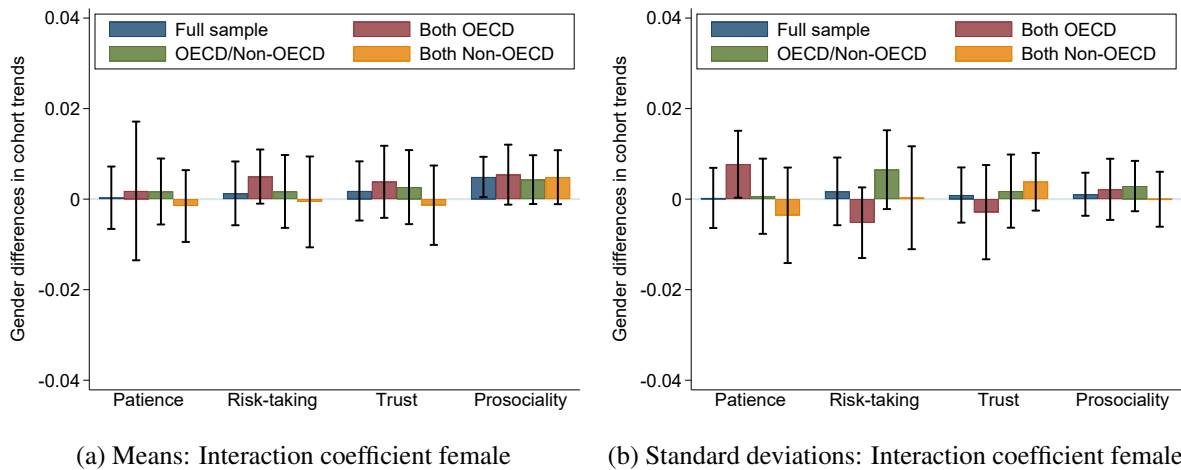 Gender differences in cohort trends
0.04
0.02
0
-0.02
-0.04
Full sample
Both OECD
OECD/Non-OECD
Both Non-OECD
Patience
Risk-taking
Trust
Prosociality
(a) Means: Interaction coefficient female
Gender differences in cohort trends
0.04
0.02
0
-0.02
-0.04
Full sample
Both OECD
OECD/Non-OECD
Both Non-OECD
Patience
Risk-taking
Trust
Prosociality
(b) Standard deviations: Interaction coefficient female